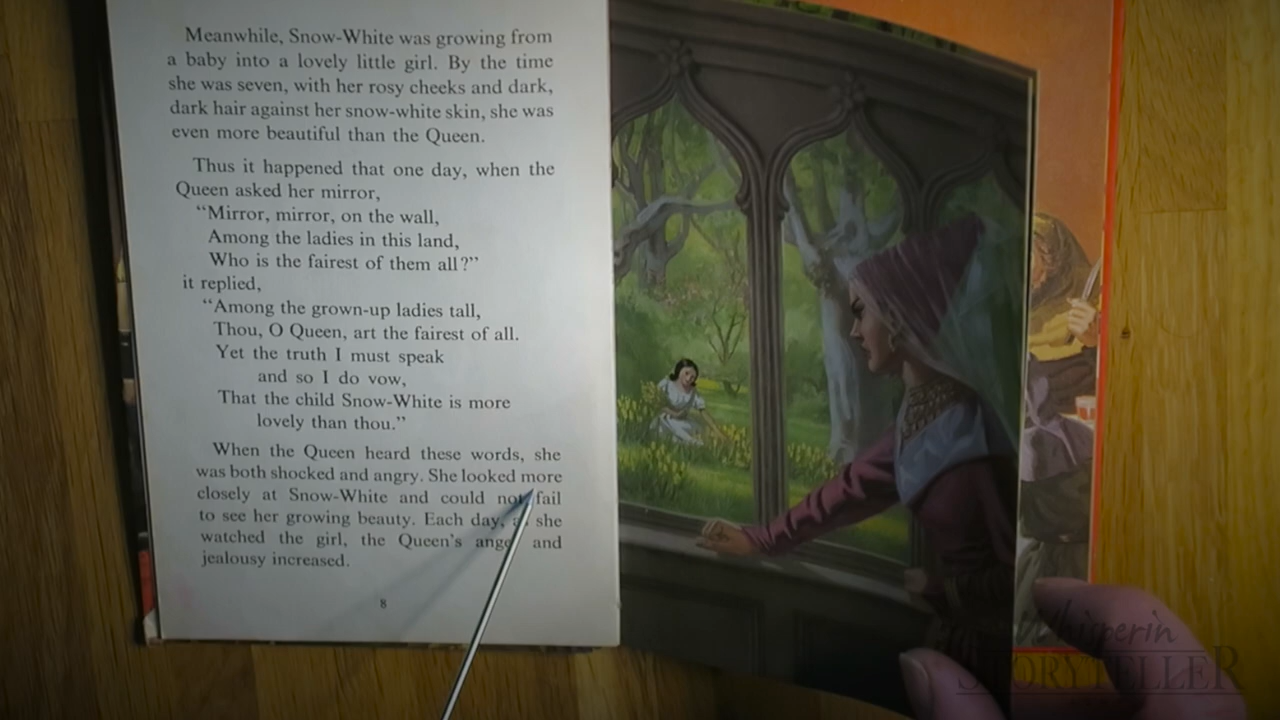 Meanwhile, Snow-White was growing from
a baby into a lovely little girl. By the time
she was seven, with her rosy cheeks and dark,
dark hair against her snow-white skin, she was
even more beautiful than the Queen.
Thus it happened that one day, when the
Queen asked her mirror,
“Mirror, mirror, on the wall,
Among the ladies in this land,
Who is the fairest of them all?”
it replied,
“Among the grown-up ladies tall,
Thou, O Queen, art the fairest of all.
Yet the truth I must speak
and so I do vow,
That the child Snow-White is more
lovely than thou.”
When the Queen heard these words, she
was both shocked and angry. She looked more
closely at Snow-White and could not fail
to see her growing beauty. Each day, as she
watched the girl, the Queen's anger and
jealousy increased.
8
Whisperin
STORYTELLER